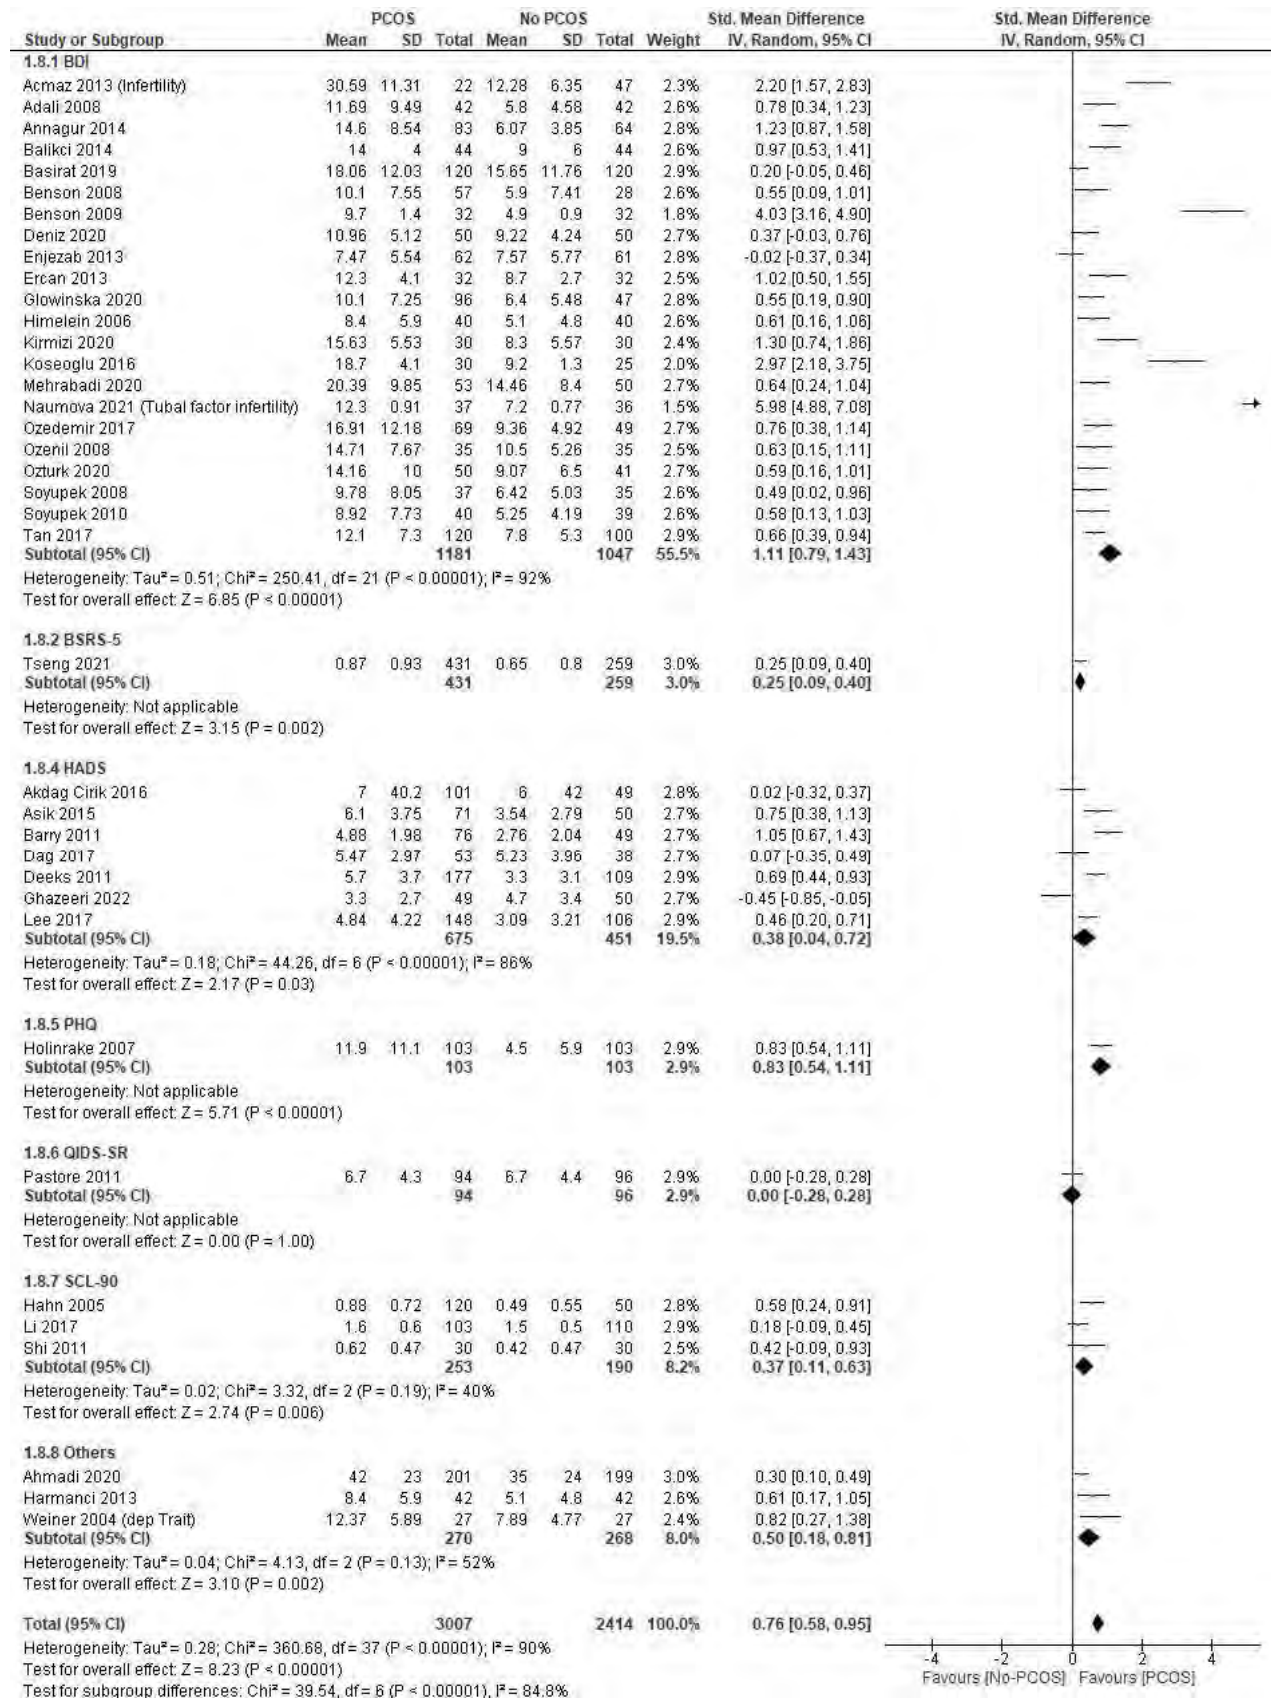 PCOS No PCOS Std. Mean Difference Std. Mean Difference
Study or Subgroup Mean SD Total Mean SD Total Weight IV, Random, 95% CI IV, Random, 95% CI
1.8.1 BDI
Acmaz 2013 (Infertility) 30.59 11.31 22 12.28 6.35 47 2.3% 2.20 [1.57, 2.83]
Adali 2008 11.69 9.49 42 5.8 4.58 42 2.6% 0.78 [0.34, 1.23]
Annagur 2014 14.6 8.54 83 6.07 3.85 64 2.8% 1.23 [0.87, 1.58]
Balikci 2014 14 4 44 9 6 44 2.6% 0.97 [0.53, 1.41]
Basirat 2019 18.06 12.03 120 15.65 11.76 120 2.9% 0.20 [-0.05, 0.46]
Benson 2008 10.1 7.55 57 5.9 7.41 28 2.6% 0.55 [0.09, 1.01]
Benson 2009 9.7 1.4 32 4.9 0.9 32 1.8% 4.03 [3.16, 4.90]
Deniz 2020 10.96 5.12 50 9.22 4.24 50 2.7% 0.37 [-0.03, 0.76]
Enjezab 2013 7.47 5.54 62 7.57 5.77 61 2.8% -0.02 [-0.37, 0.34]
Ercan 2013 12.3 4.1 32 8.7 2.7 32 2.5% 1.02 [0.50, 1.55]
Glowinska 2020 10.1 7.25 96 6.4 5.48 47 2.8% 0.55 [0.19, 0.90]
Himelein 2006 8.4 5.9 40 5.1 4.8 40 2.6% 0.61 [0.16, 1.06]
Kirmizi 2020 15.63 5.53 30 8.3 5.57 30 2.4% 1.30 [0.74, 1.86]
Koseoglu 2016 18.7 4.1 30 9.2 1.3 25 2.0% 2.97 [2.18, 3.75]
Mehrabadi 2020 20.39 9.85 53 14.46 8.4 50 2.7% 0.64 [0.24, 1.04]
Naumova 2021 (Tubal factor infertility) 12.3 0.91 37 7.2 0.77 36 1.5% 5.98 [4.88, 7.08]
Ozedemir 2017 16.91 12.18 69 9.36 4.92 49 2.7% 0.76 [0.38, 1.14]
Ozenil 2008 14.71 7.67 35 10.5 5.26 35 2.5% 0.63 [0.15, 1.11]
Ozturk 2020 14.16 10 50 9.07 6.5 41 2.7% 0.59 [0.16, 1.01]
Soyupek 2008 9.78 8.05 37 6.42 5.03 35 2.6% 0.49 [0.02, 0.96]
Soyupek 2010 8.92 7.73 40 5.25 4.19 39 2.6% 0.58 [0.13, 1.03]
Tan 2017 12.1 7.3 120 7.8 5.3 100 2.9% 0.66 [0.39, 0.94]
Subtotal (95% CI) 1181 1047 55.5% 1.11 [0.79, 1.43]
Heterogeneity: Tau² = 0.51; Chi² = 250.41, df = 21 (P < 0.00001); I² = 92%
Test for overall effect: Z = 6.85 (P < 0.00001)
1.8.2 BSRS-5
Tseng 2021 0.87 0.93 431 0.65 0.8 259 3.0% 0.25 [0.09, 0.40]
Subtotal (95% CI) 431 259 3.0% 0.25 [0.09, 0.40]
Heterogeneity: Not applicable
Test for overall effect: Z = 3.15 (P = 0.002)
1.8.4 HADS
Akdag Cirik 2016 7 40.2 101 6 42 49 2.8% 0.02 [-0.32, 0.37]
Asik 2015 6.1 3.75 71 3.54 2.79 50 2.7% 0.75 [0.38, 1.13]
Barry 2011 4.88 1.98 76 2.76 2.04 49 2.7% 1.05 [0.67, 1.43]
Dag 2017 5.47 2.97 53 5.23 3.96 38 2.7% 0.07 [-0.35, 0.49]
Deeks 2011 5.7 3.7 177 3.3 3.1 109 2.9% 0.69 [0.44, 0.93]
Ghazeeri 2022 3.3 2.7 49 4.7 3.4 50 2.7% -0.45 [-0.85, -0.05]
Lee 2017 4.84 4.22 148 3.09 3.21 106 2.9% 0.46 [0.20, 0.71]
Subtotal (95% CI) 675 451 19.5% 0.38 [0.04, 0.72]
Heterogeneity: Tau² = 0.18; Chi² = 44.26, df = 6 (P < 0.00001); I² = 86%
Test for overall effect: Z = 2.17 (P = 0.03)
1.8.5 PHQ
Holinrake 2007 11.9 11.1 103 4.5 5.9 103 2.9% 0.83 [0.54, 1.11]
Subtotal (95% CI) 103 103 2.9% 0.83 [0.54, 1.11]
Heterogeneity: Not applicable
Test for overall effect: Z = 5.71 (P < 0.00001)
1.8.6 QIDS-SR
Pastore 2011 6.7 4.3 94 6.7 4.4 96 2.9% 0.00 [-0.28, 0.28]
Subtotal (95% CI) 94 96 2.9% 0.00 [-0.28, 0.28]
Heterogeneity: Not applicable
Test for overall effect: Z = 0.00 (P = 1.00)
1.8.7 SCL-90
Hahn 2005 0.88 0.72 120 0.49 0.55 50 2.8% 0.58 [0.24, 0.91]
Li 2017 1.6 0.6 103 1.5 0.5 110 2.9% 0.18 [-0.09, 0.45]
Shi 2011 0.62 0.47 30 0.42 0.47 30 2.5% 0.42 [-0.09, 0.93]
Subtotal (95% CI) 253 190 8.2% 0.37 [0.11, 0.63]
Heterogeneity: Tau² = 0.02; Chi² = 3.32, df = 2 (P = 0.19); I² = 40%
Test for overall effect: Z = 2.74 (P = 0.006)
1.8.8 Others
Ahmadi 2020 42 23 201 35 24 199 3.0% 0.30 [0.10, 0.49]
Harmanci 2013 8.4 5.9 42 5.1 4.8 42 2.6% 0.61 [0.17, 1.05]
Weiner 2004 (dep Trait) 12.37 5.89 27 7.89 4.77 27 2.4% 0.82 [0.27, 1.38]
Subtotal (95% CI) 270 268 8.0% 0.50 [0.18, 0.81]
Heterogeneity: Tau² = 0.04; Chi² = 4.13, df = 2 (P = 0.13); I² = 52%
Test for overall effect: Z = 3.10 (P = 0.002)
Total (95% CI) 3007 2414 100.0% 0.76 [0.58, 0.95]
Heterogeneity: Tau² = 0.28; Chi² = 360.68, df = 37 (P < 0.00001); I² = 90%
Test for overall effect: Z = 8.23 (P < 0.00001)
Test for subgroup differences: Chi² = 39.54, df = 6 (P < 0.00001), I² = 84.8%
-4 -2 0 2 4
Favours [No-PCOS] Favours [PCOS]